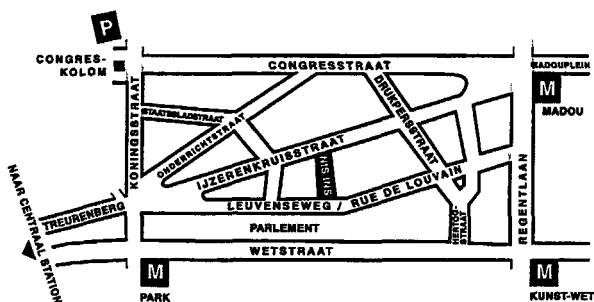 P
CONGRES-
KOLOM
CONGRESSTRAAT
MADOUPLEIN
M
MADOU
KONINGSSTRAAT
STAATSBLADSTRAAT
ONDERRICHTSTRAAT
DRUKPERSSTRAAT
IJZERENKRUISSTRAAT
NIS INS
LEUVENSEWEG / RUE DE LOUVAIN
REGENTLAAN
HERTOG-
STRAAT
TREURENBERG
PARLEMENT
WETSTRAAT
NAAR CENTRAAL STATION
M
PARK
M
KUNST-WET